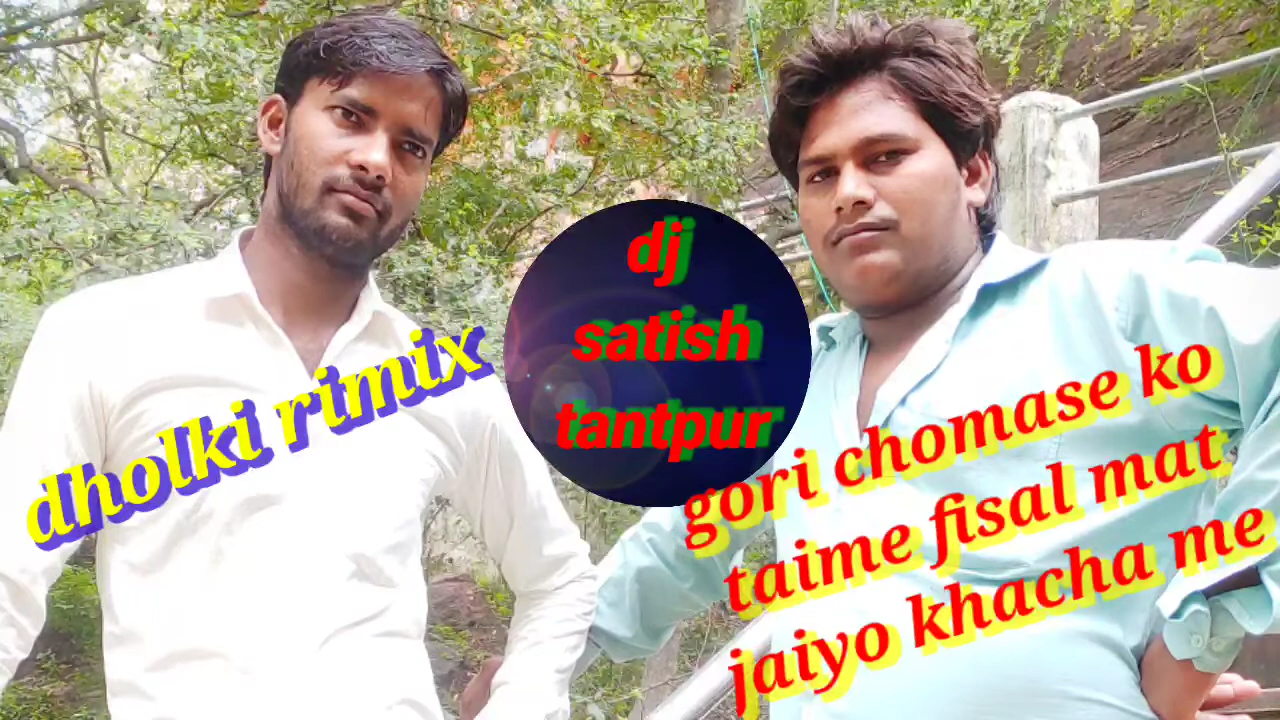 dj
satish
tantpur
dholki rimix
gori chomase ko
taime fisal mat
jaiyo khacha me